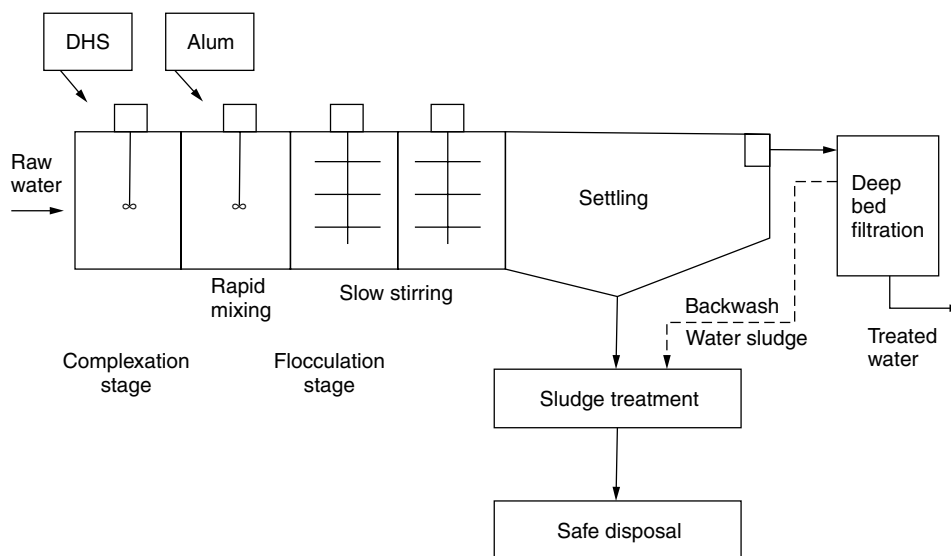 DHS
Alum
Raw
water
Settling
Deep
bed
filtration
Rapid
mixing
Slow stirring
Backwash
Water sludge
Treated
water
Complexation
stage
Flocculation
stage
Sludge treatment
Safe disposal